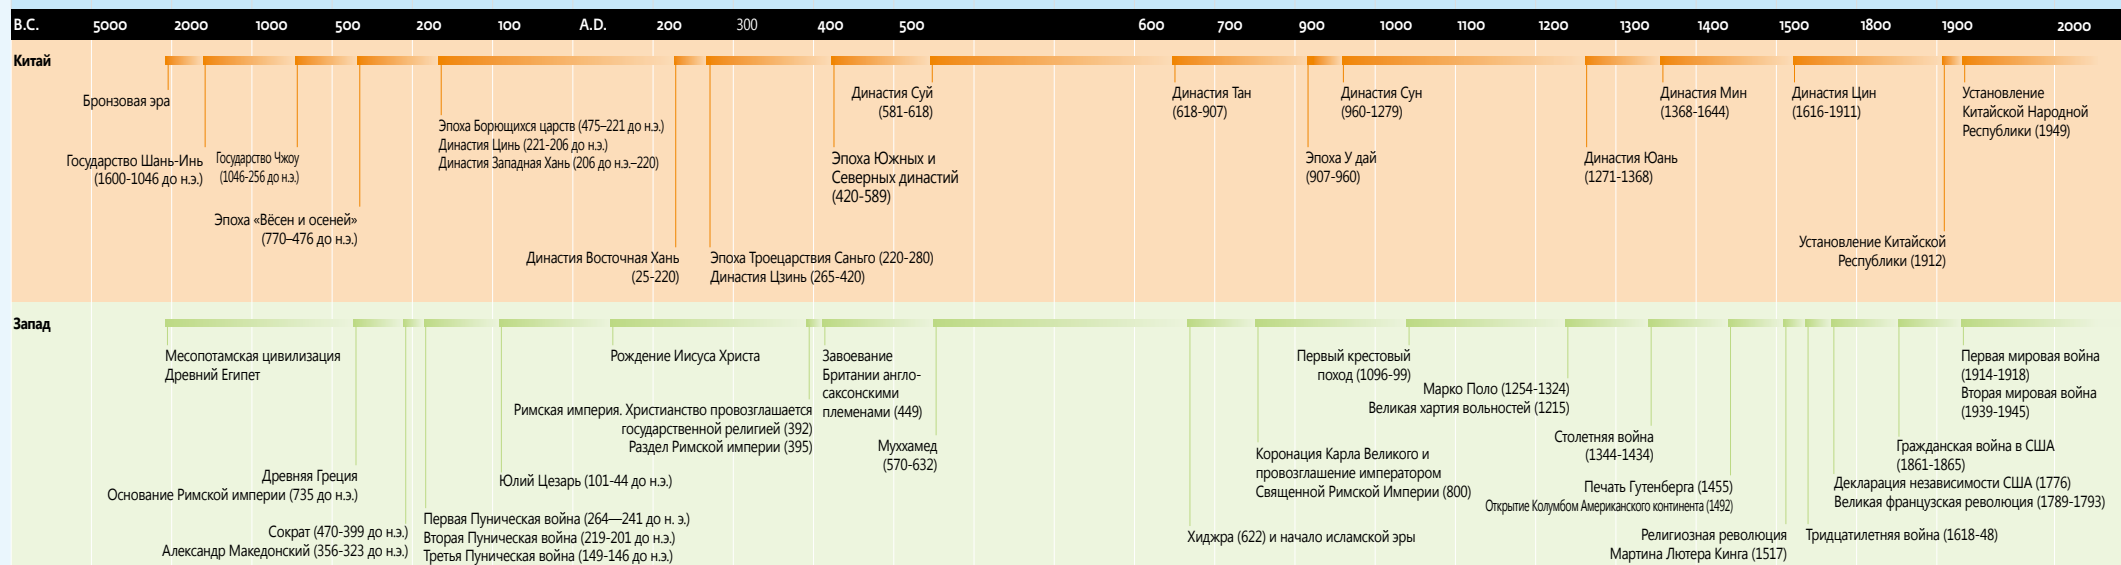 B.C. 5000 2000 1000 500 200 100 A.D. 200 300 400 500 600 700 900 1000 1100 1200 1300 1400 1500 1800 1900 2000
Китай
Бронзовая эра
Государство Шань-Инь
(1600-1046 до н.э.)
Государство Чжоу
(1046-256 до н.э.)
Эпоха «Вёсен и осеней»
(770–476 до н.э.)
Эпоха Борющихся царств (475–221 до н.э.)
Династия Цинь (221-206 до н.э.)
Династия Западная Хань (206 до н.э.–220)
Династия Восточная Хань
(25-220)
Эпоха Троецарствия Саньго (220-280)
Династия Цзинь (265-420)
Династия Суй
(581-618)
Эпоха Южных и
Северных династий
(420-589)
Династия Тан
(618-907)
Эпоха У дай
(907-960)
Династия Сун
(960-1279)
Династия Юань
(1271-1368)
Династия Мин
(1368-1644)
Династия Цин
(1616-1911)
Установление Китайской
Республики (1912)
Установление
Китайской Народной
Республики (1949)
Запад
Месопотамская цивилизация
Древний Египет
Древняя Греция
Основание Римской империи (735 до н.э.)
Сократ (470-399 до н.э.)
Александр Македонский (356-323 до н.э.)
Первая Пуническая война (264—241 до н. э.)
Вторая Пуническая война (219-201 до н.э.)
Третья Пуническая война (149-146 до н.э.)
Юлий Цезарь (101-44 до н.э.)
Рождение Иисуса Христа
Римская империя. Христианство провозглашается
государственной религией (392)
Раздел Римской империи (395)
Завоевание
Британии англо-
саксонскими
племенами (449)
Муххамед
(570-632)
Хиджра (622) и начало исламской эры
Коронация Карла Великого и
провозглашение императором
Священной Римской Империи (800)
Первый крестовый
поход (1096-99)
Марко Поло (1254-1324)
Великая хартия вольностей (1215)
Столетняя война
(1344-1434)
Печать Гутенберга (1455)
Открытие Колумбом Американского континента (1492)
Религиозная революция
Мартина Лютера Кинга (1517)
Тридцатилетняя война (1618-48)
Декларация независимости США (1776)
Великая французская революция (1789-1793)
Гражданская война в США
(1861-1865)
Первая мировая война
(1914-1918)
Вторая мировая война
(1939-1945)